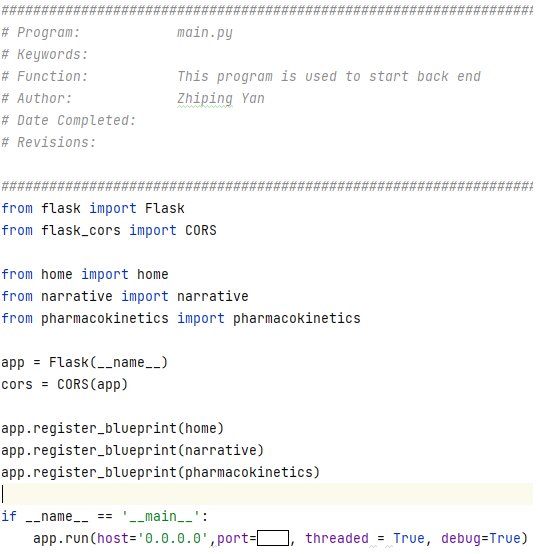 ###################################################################
# Program:            main.py
# Keywords:
# Function:           This program is used to start back end
# Author:             Zhiping Yan
# Date Completed:
# Revisions:
###################################################################
from flask import Flask
from flask_cors import CORS
from home import home
from narrative import narrative
from pharmacokinetics import pharmacokinetics
app = Flask(__name__)
cors = CORS(app)
app.register_blueprint(home)
app.register_blueprint(narrative)
app.register_blueprint(pharmacokinetics)
if __name__ == '__main__':
    app.run(host='0.0.0.0',port=, threaded = True, debug=True)